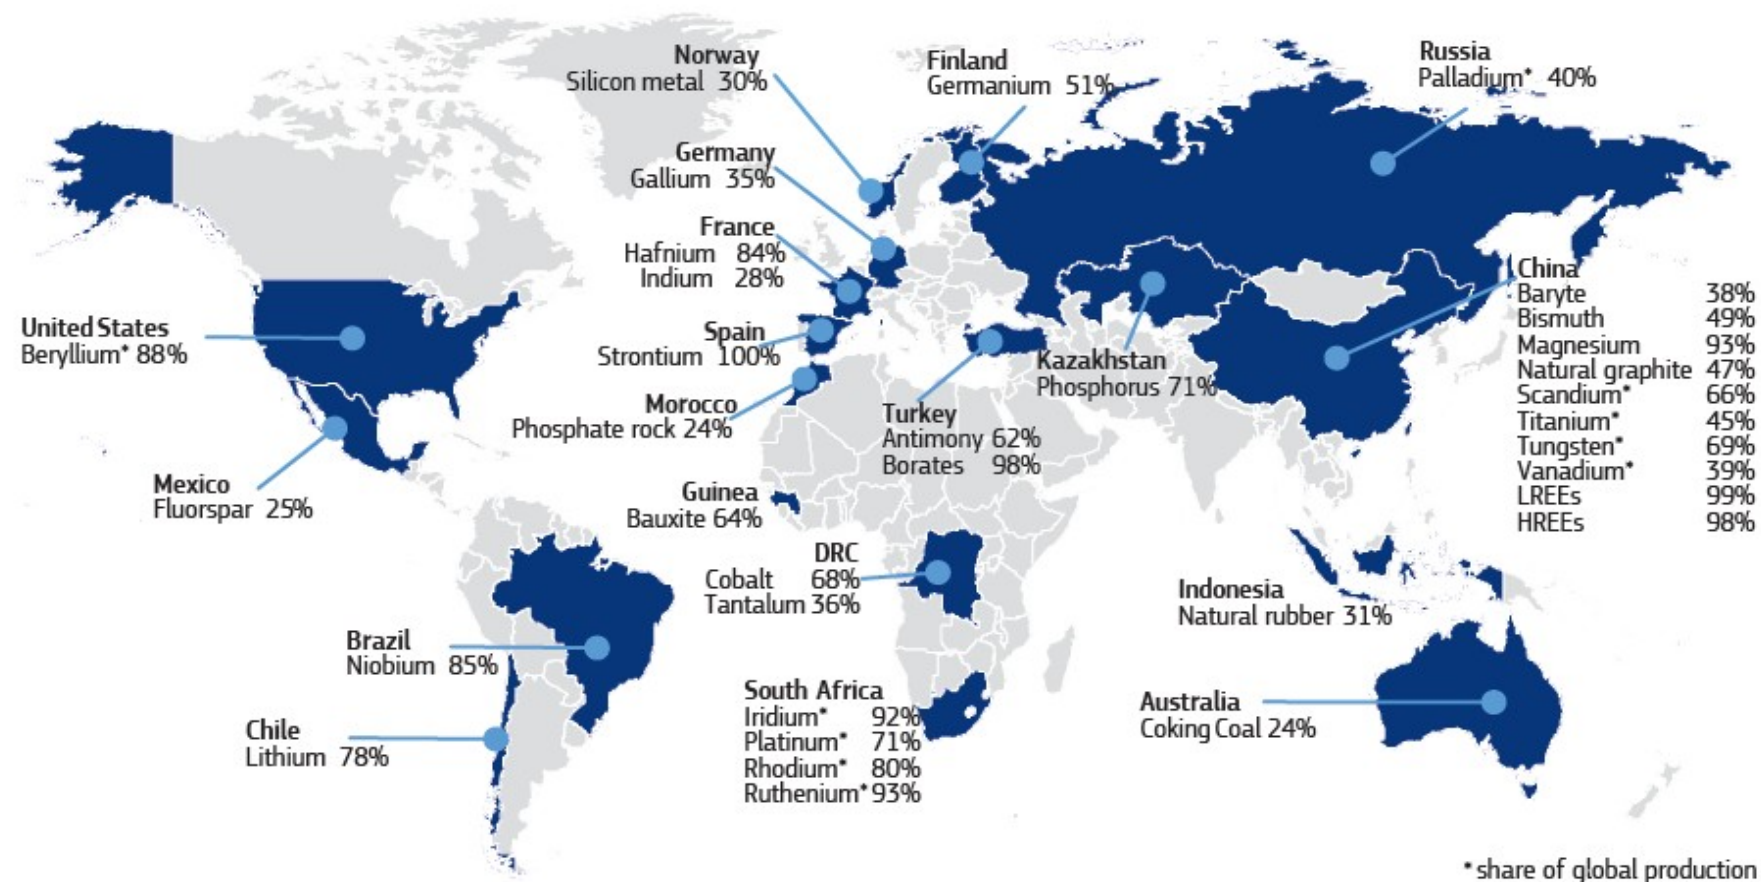 Norway
Silicon metal 30%
Finland
Germanium 51%
Russia
Palladium* 40%
Germany
Gallium 35%
France
Hafnium 84%
Indium 28%
China
Baryte 38%
Bismuth 49%
Magnesium 93%
Natural graphite 47%
Scandium* 66%
Titanium* 45%
Tungsten* 69%
Vanadium* 39%
LREEs 99%
HREEs 98%
United States
Beryllium* 88%
Spain
Strontium 100%
Kazakhstan
Phosphorus 71%
Morocco
Phosphate rock 24%
Turkey
Antimony 62%
Borates 98%
Mexico
Fluorspar 25%
Guinea
Bauxite 64%
DRC
Cobalt 68%
Tantalum 36%
Indonesia
Natural rubber 31%
Brazil
Niobium 85%
South Africa
Iridium* 92%
Platinum* 71%
Rhodium* 80%
Ruthenium* 93%
Australia
Coking Coal 24%
Chile
Lithium 78%
* share of global production